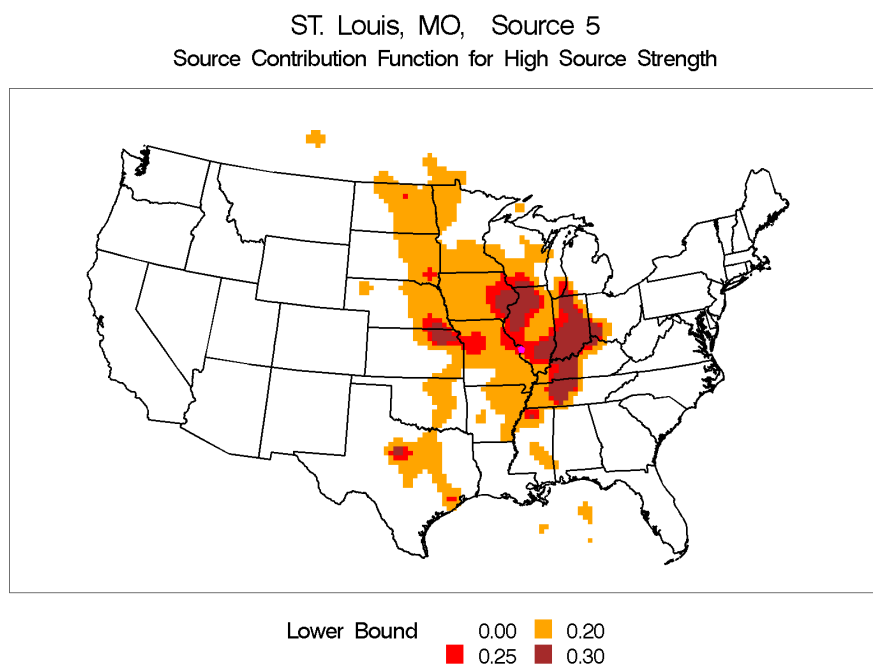 ST. Louis, MO, Source 5
Source Contribution Function for High Source Strength
Lower Bound 0.00 0.20
0.25 0.30